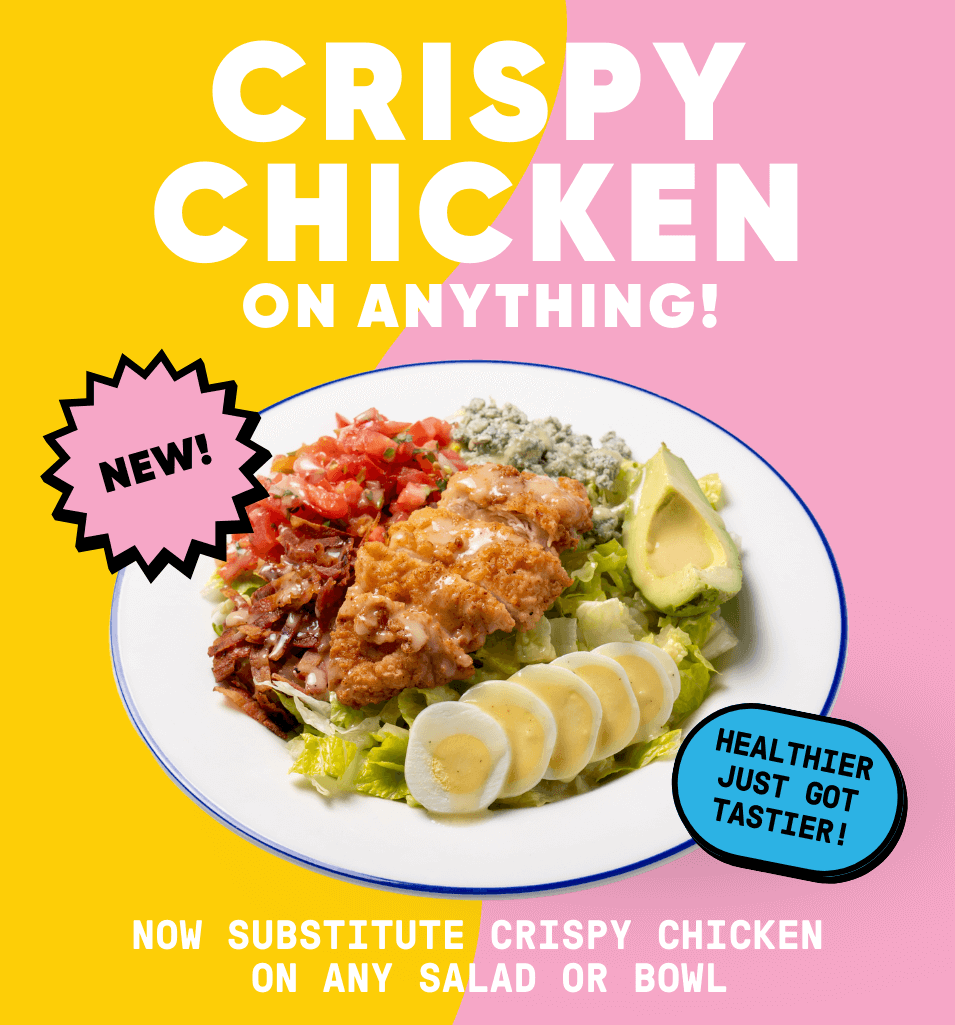 CRISPY
CHICKEN
ON ANYTHING!
NEW!
HEALTHIER
JUST GOT
TASTIER!
NOW SUBSTITUTE CRISPY CHICKEN
ON ANY SALAD OR BOWL